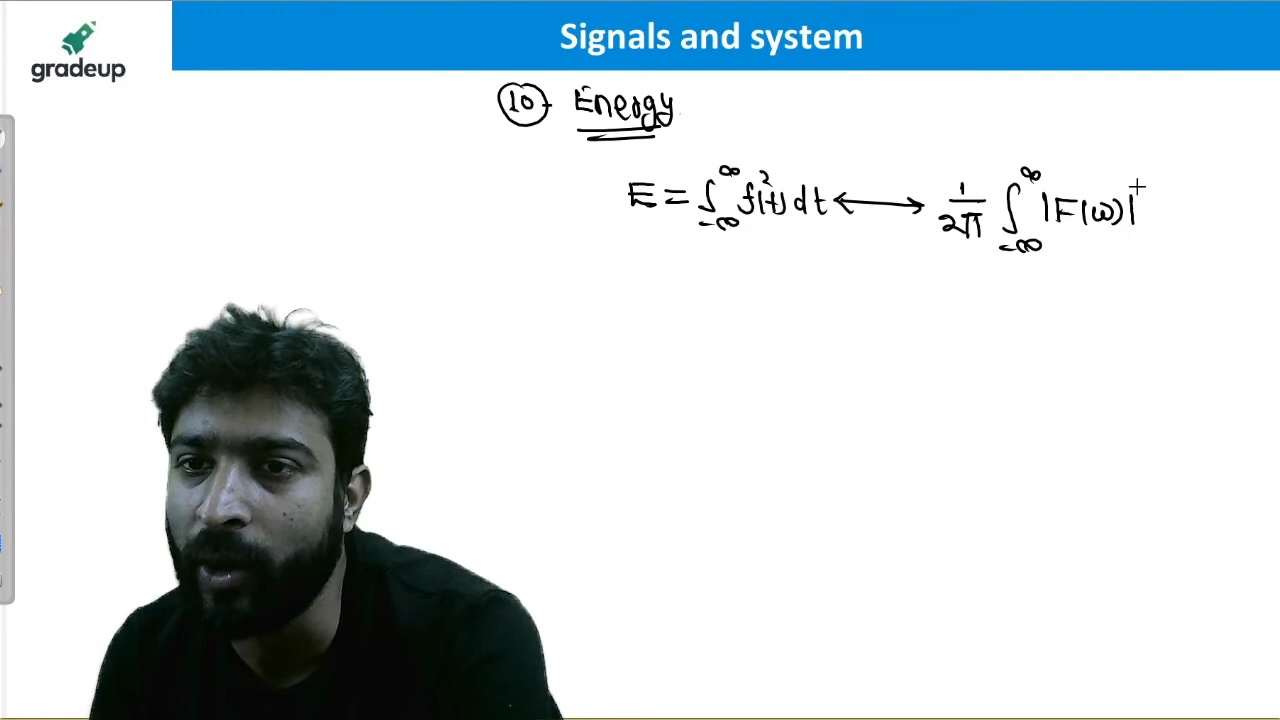 Signals and system
gradeup
10 - Energy
E = ∫_{-∞}^{∞} f²(t) dt ⟷ 1/2π ∫_{-∞}^{∞} |F(ω)|